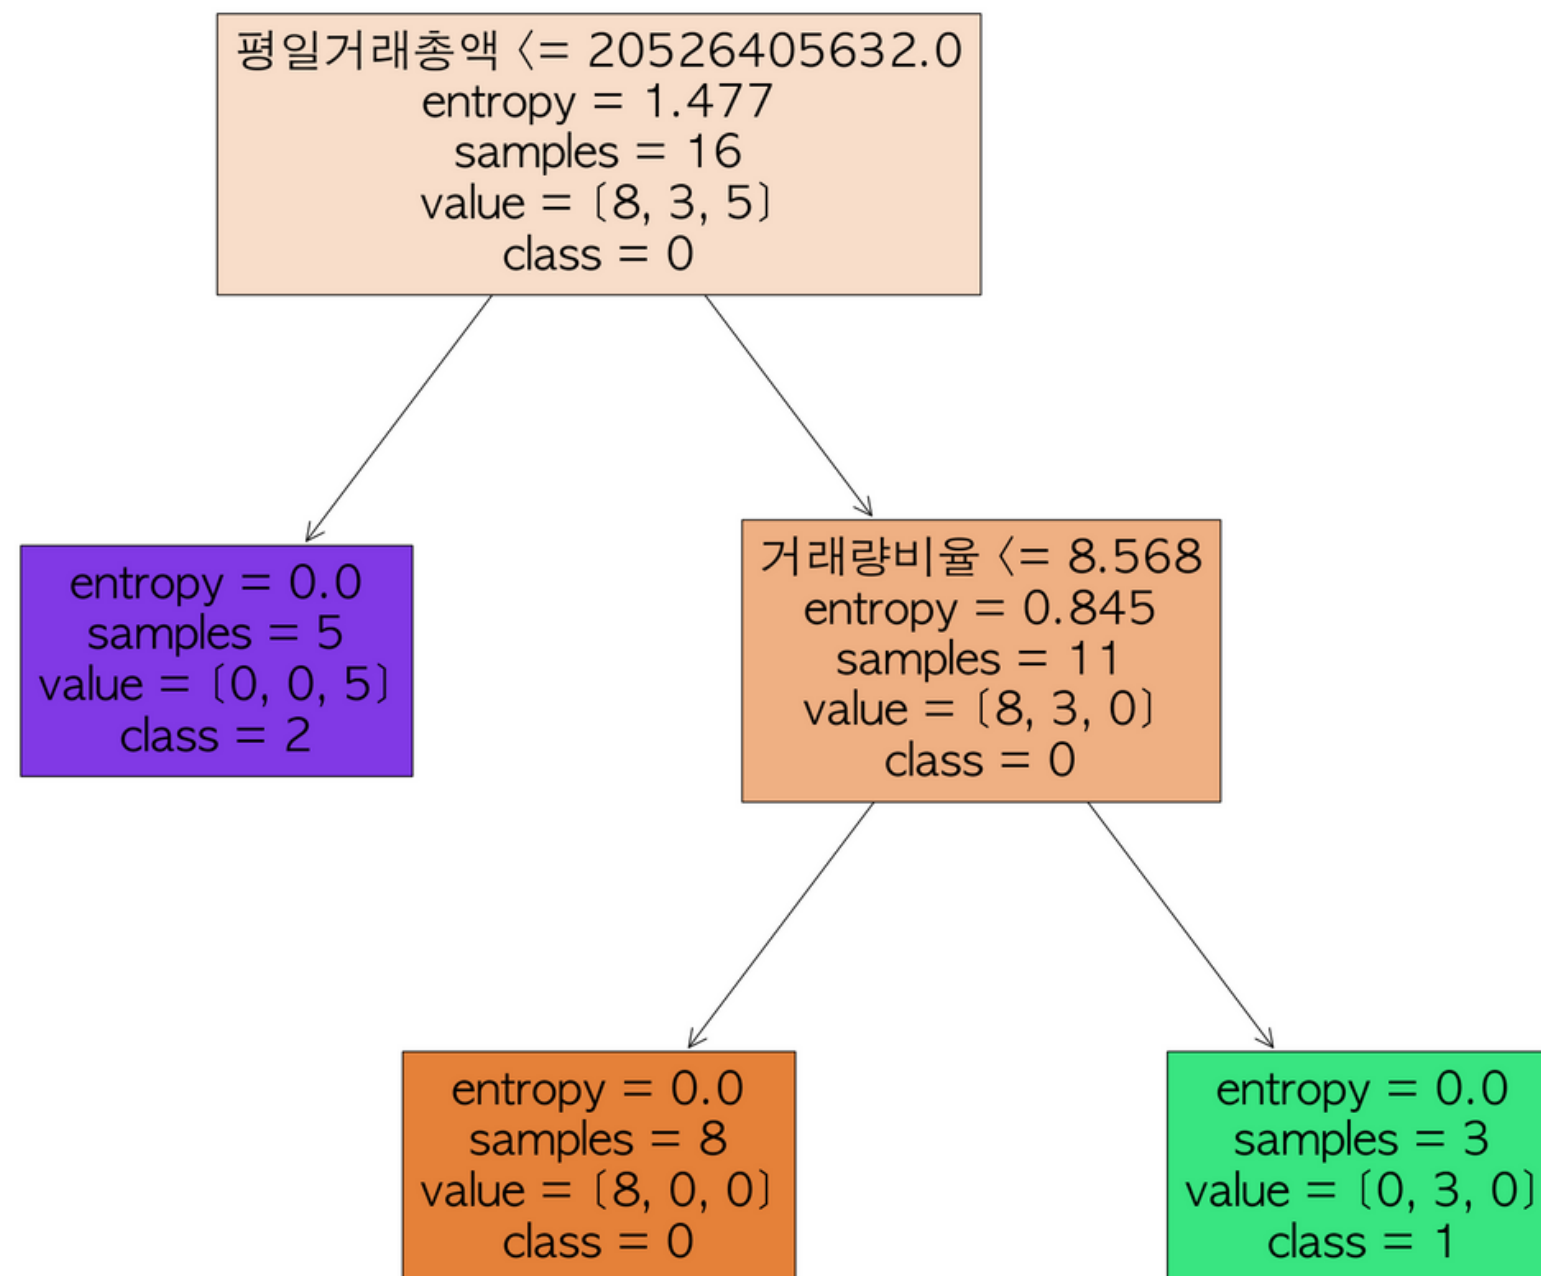 평일거래총액 <= 20526405632.0
entropy = 1.477
samples = 16
value = [8, 3, 5]
class = 0
entropy = 0.0
samples = 5
value = [0, 0, 5]
class = 2
거래량비율 <= 8.568
entropy = 0.845
samples = 11
value = [8, 3, 0]
class = 0
entropy = 0.0
samples = 8
value = [8, 0, 0]
class = 0
entropy = 0.0
samples = 3
value = [0, 3, 0]
class = 1